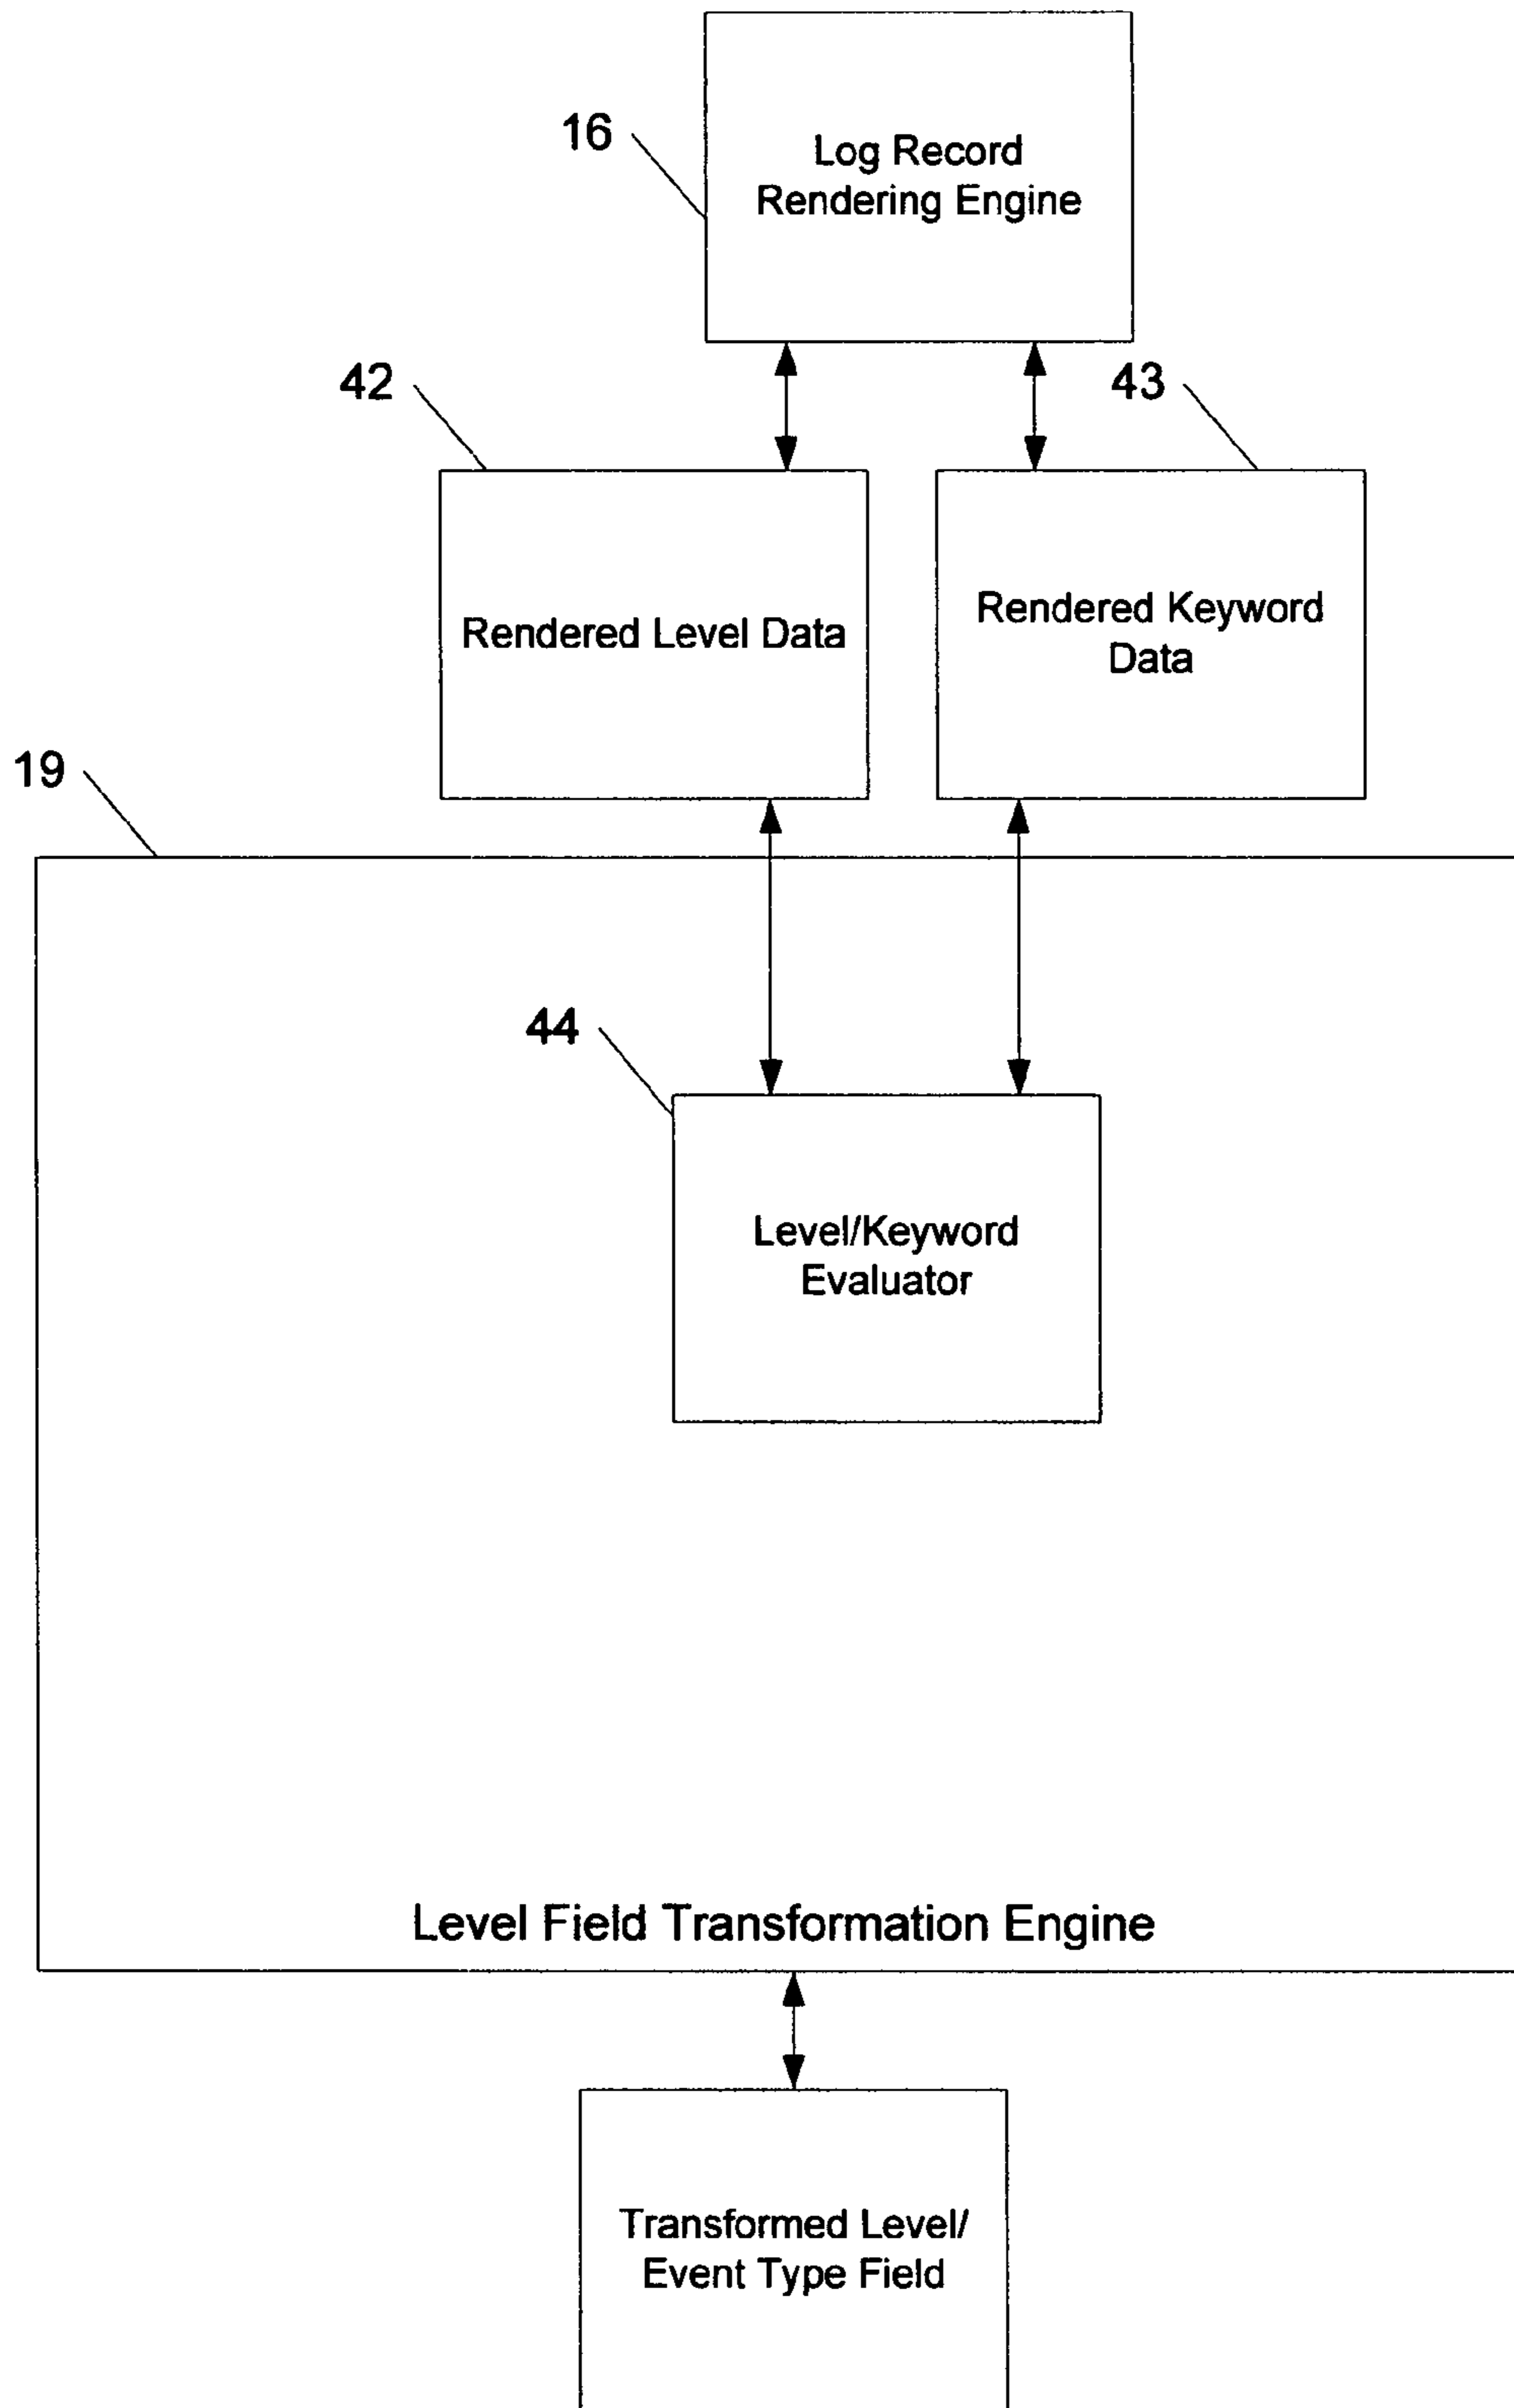 16
Log Record
Rendering Engine
42
43
Rendered Level Data
Rendered Keyword
Data
19
44
Level/Keyword
Evaluator
Level Field Transformation Engine
Transformed Level/
Event Type Field